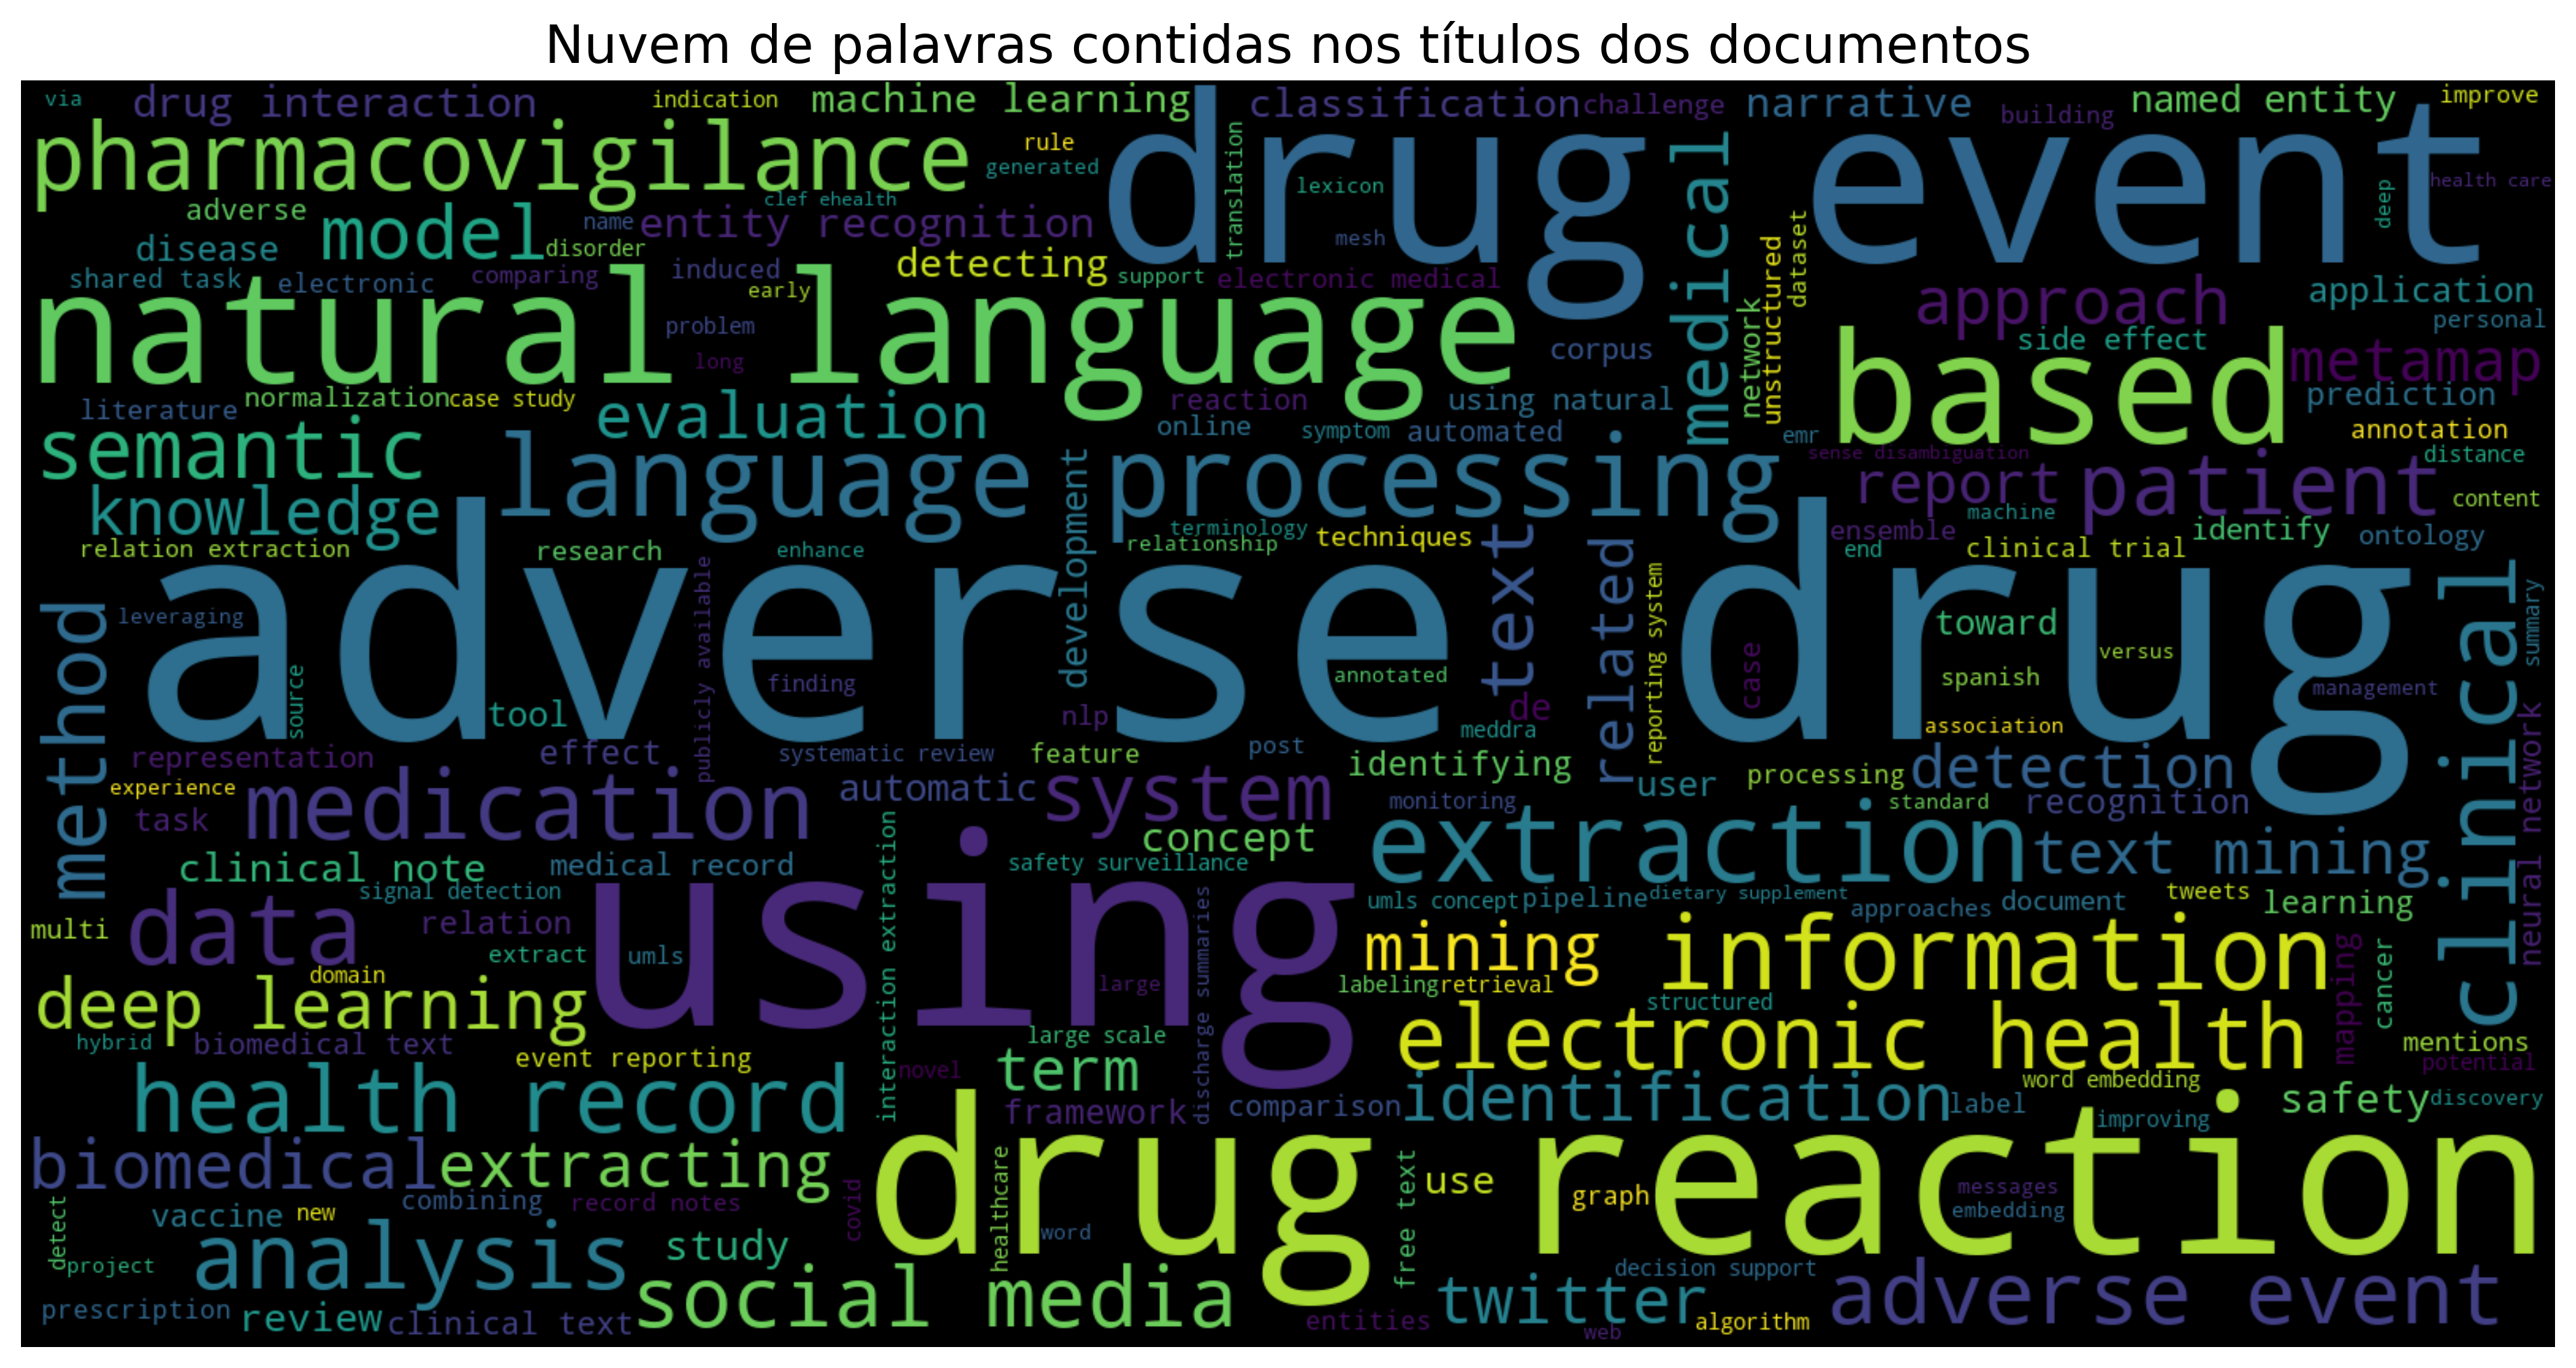 Nuvem de palavras contidas nos títulos dos documentos
via
drug interaction
indication
machine learning
classification
challenge
narrative
building
named entity
improve
pharmacovigilance
rule
generated
drug
translation
lexicon
medical
event
health care
deep
adverse
clef ehealth
name
entity recognition
mesh
unstructured
dataset
disease
model
disorder
detecting
support
electronic medical
shared task
electronic
comparing
induced
early
network
approach
application
personal
natural language
problem
long
corpus
side effect
based
metamap
prediction
literature
normalization
case study
evaluation
reaction
using natural
online
symptom
automated
emr
annotation
semantic
language processing
sense disambiguation
distance
knowledge
development
report
patient
content
terminology
relationship
techniques
text
ensemble
machine
identify
relation extraction
research
enhance
related
end
clinical trial
ontology
adverse drug
method
leveraging
publicly available
reporting system
toward
clinical
summary
source
finding
annotated
case
spanish
versus
management
tool
nlp
de
meddra
association
neural network
representation
effect
systematic review
feature
post
identifying
user
processing
detection
experience
medication
automatic
system
monitoring
standard
recognition
task
concept
extraction
text mining
clinical note
medical record
interaction extraction
safety surveillance
signal detection
using
discharge summaries
umls concept
pipeline
dietary supplement
approaches
document
tweets
learning
multi
data
relation
extract
umls
mining
information
mapping
cancer
domain
large
labeling
retrieval
structured
deep learning
hybrid
biomedical text
event reporting
large scale
electronic health
mentions
potential
health record
novel
term
framework
comparison
identification
word embedding
label
safety
discovery
improving
biomedical
extracting
drug reaction
healthcare
free text
use
graph
messages
embedding
detect
vaccine
new
combining
record notes
covid
word
project
analysis
study
decision support
prescription
review
clinical text
social media
entities
twitter
web
algorithm
adverse event